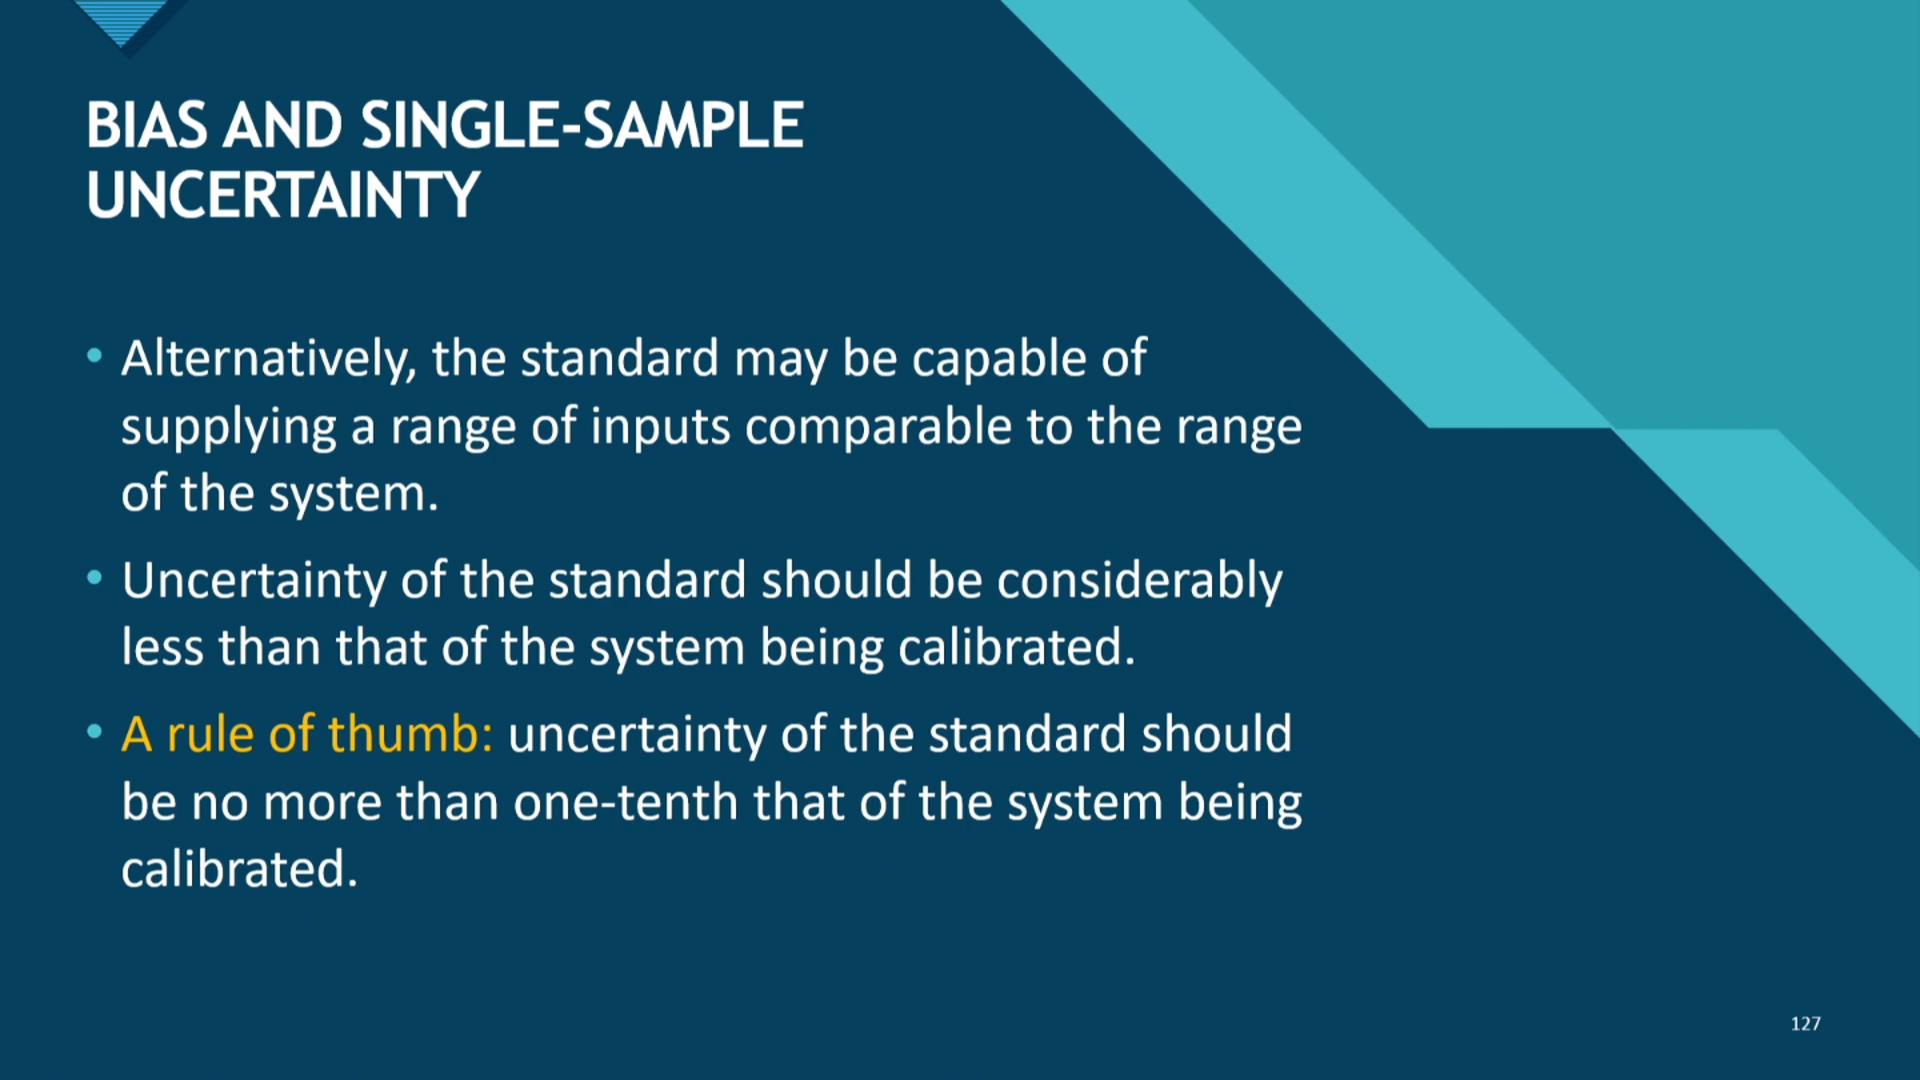 BIAS AND SINGLE-SAMPLE
UNCERTAINTY
• Alternatively, the standard may be capable of
supplying a range of inputs comparable to the range
of the system.
• Uncertainty of the standard should be considerably
less than that of the system being calibrated.
• A rule of thumb: uncertainty of the standard should
be no more than one-tenth that of the system being
calibrated.
127